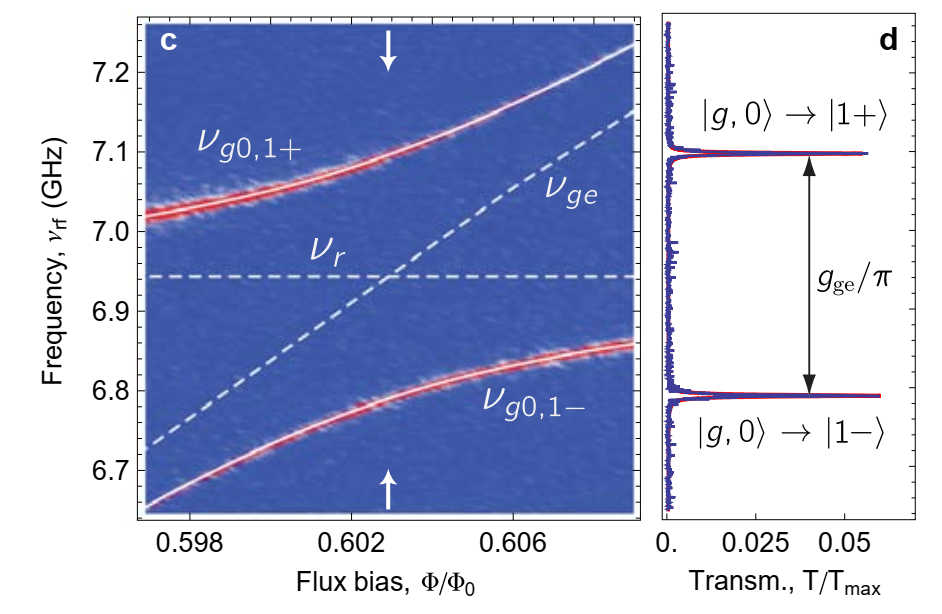 c
d
7.2
7.1
7.0
6.9
6.8
6.7
Frequency, νrf (GHz)
νg0,1+
νge
νr
νg0,1−
0.598
0.602
0.606
Flux bias, Φ/Φ0
|g, 0⟩ → |1+⟩
gge/π
|g, 0⟩ → |1−⟩
0.
0.025
0.05
Transm., T/Tmax